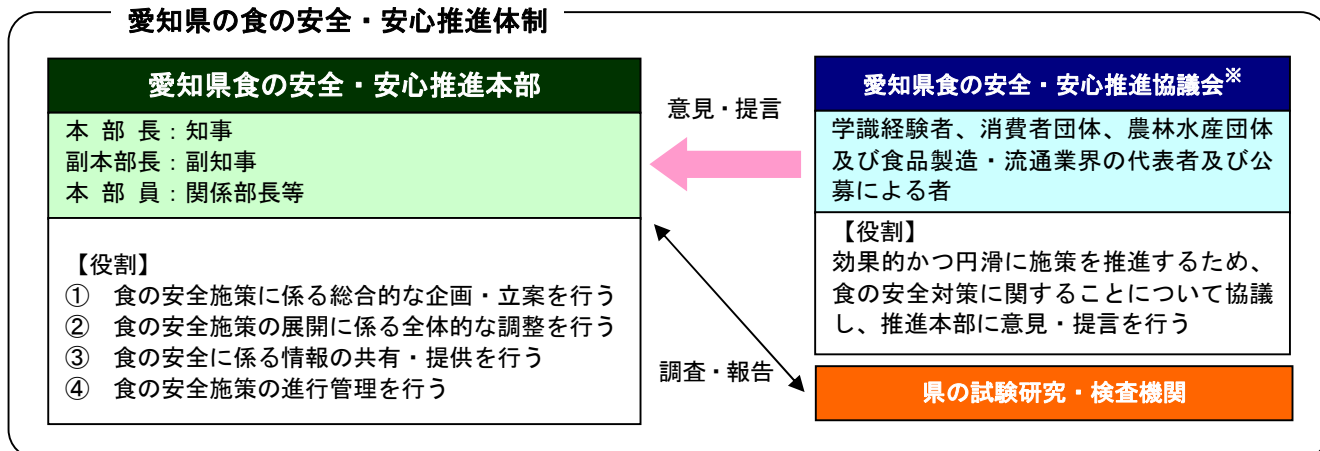 愛知県の食の安全・安心推進体制
愛知県食の安全・安心推進本部
本 部 長：知事
副本部長：副知事
本 部 員：関係部長等
【役割】
① 食の安全施策に係る総合的な企画・立案を行う
② 食の安全施策の展開に係る全体的な調整を行う
③ 食の安全に係る情報の共有・提供を行う
④ 食の安全施策の進行管理を行う
意見・提言
調査・報告
愛知県食の安全・安心推進協議会※
学識経験者、消費者団体、農林水産団体
及び食品製造・流通業界の代表者及び公
募による者
【役割】
効果的かつ円滑に施策を推進するため、
食の安全対策に関することについて協議
し、推進本部に意見・提言を行う
県の試験研究・検査機関